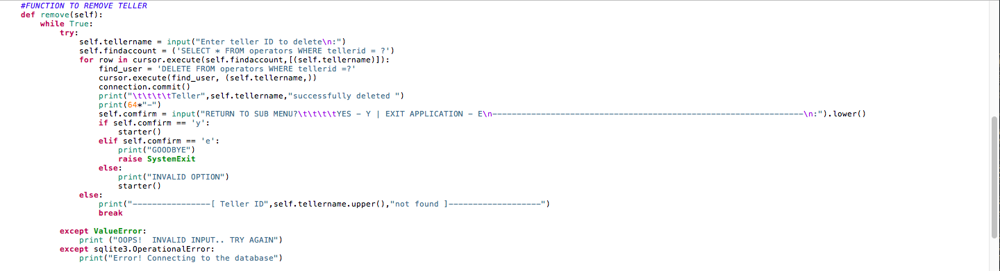 #FUNCTION TO REMOVE TELLER
def remove(self):
    while True:
        try:
            self.tellername = input("Enter teller ID to delete\n:")
            self.findaccount = ('SELECT * FROM operators WHERE tellerid = ?')
            for row in cursor.execute(self.findaccount,[(self.tellername)]):
                find_user = 'DELETE FROM operators WHERE tellerid =?'
                cursor.execute(find_user, (self.tellername,))
                connection.commit()
                print("\t\t\t\tTeller",self.tellername,"successfully deleted ")
                print(64*"-")
                self.comfirm = input("RETURN TO SUB MENU?\t\t\t\tYES - Y | EXIT APPLICATION - E\n----------------------------------------------------------------\n:").lower()
                if self.comfirm == 'y':
                    starter()
                elif self.comfirm == 'e':
                    print("GOODBYE")
                    raise SystemExit
                else:
                    print("INVALID OPTION")
                    starter()
            else:
                print("----------------[ Teller ID",self.tellername.upper(),"not found ]-------------------")
                break

        except ValueError:
            print ("OOPS!  INVALID INPUT.. TRY AGAIN")
        except sqlite3.OperationalError:
            print("Error! Connecting to the database")